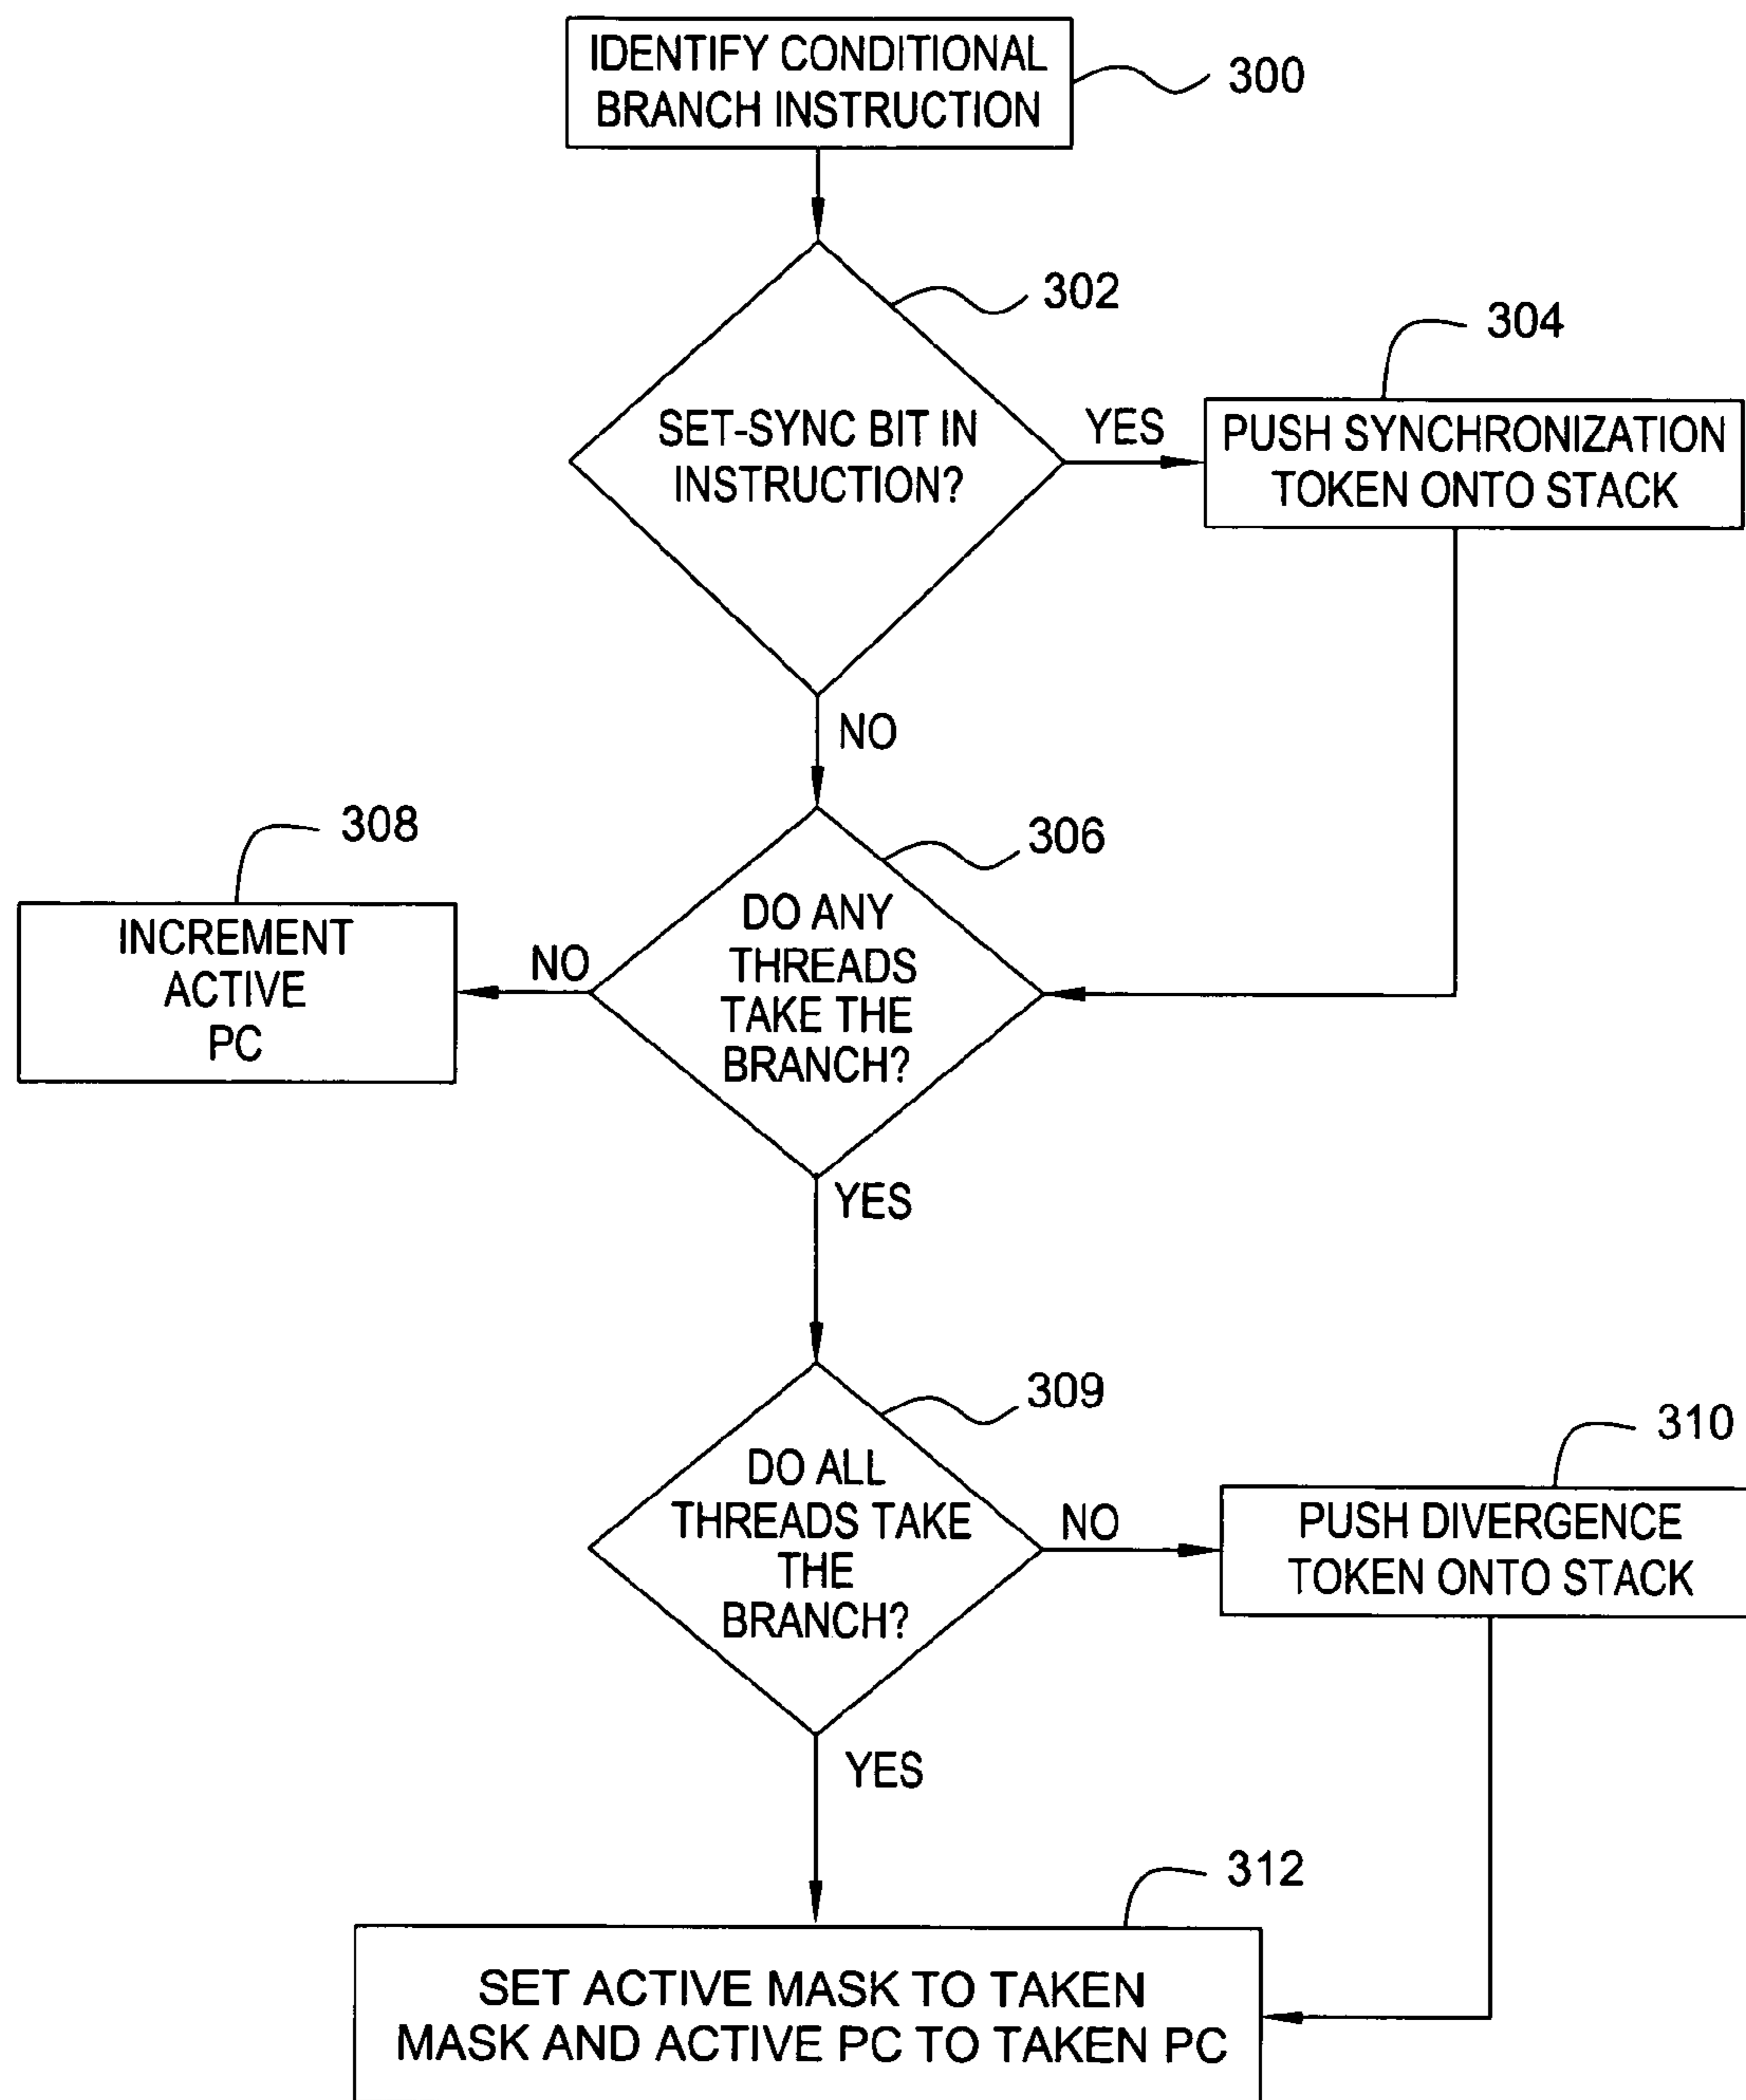 IDENTIFY CONDITIONAL
BRANCH INSTRUCTION
300
302
SET-SYNC BIT IN
INSTRUCTION?
YES
304
PUSH SYNCHRONIZATION
TOKEN ONTO STACK
NO
306
DO ANY
THREADS
TAKE THE
BRANCH?
NO
308
INCREMENT
ACTIVE
PC
YES
309
DO ALL
THREADS TAKE
THE
BRANCH?
NO
310
PUSH DIVERGENCE
TOKEN ONTO STACK
YES
312
SET ACTIVE MASK TO TAKEN
MASK AND ACTIVE PC TO TAKEN PC